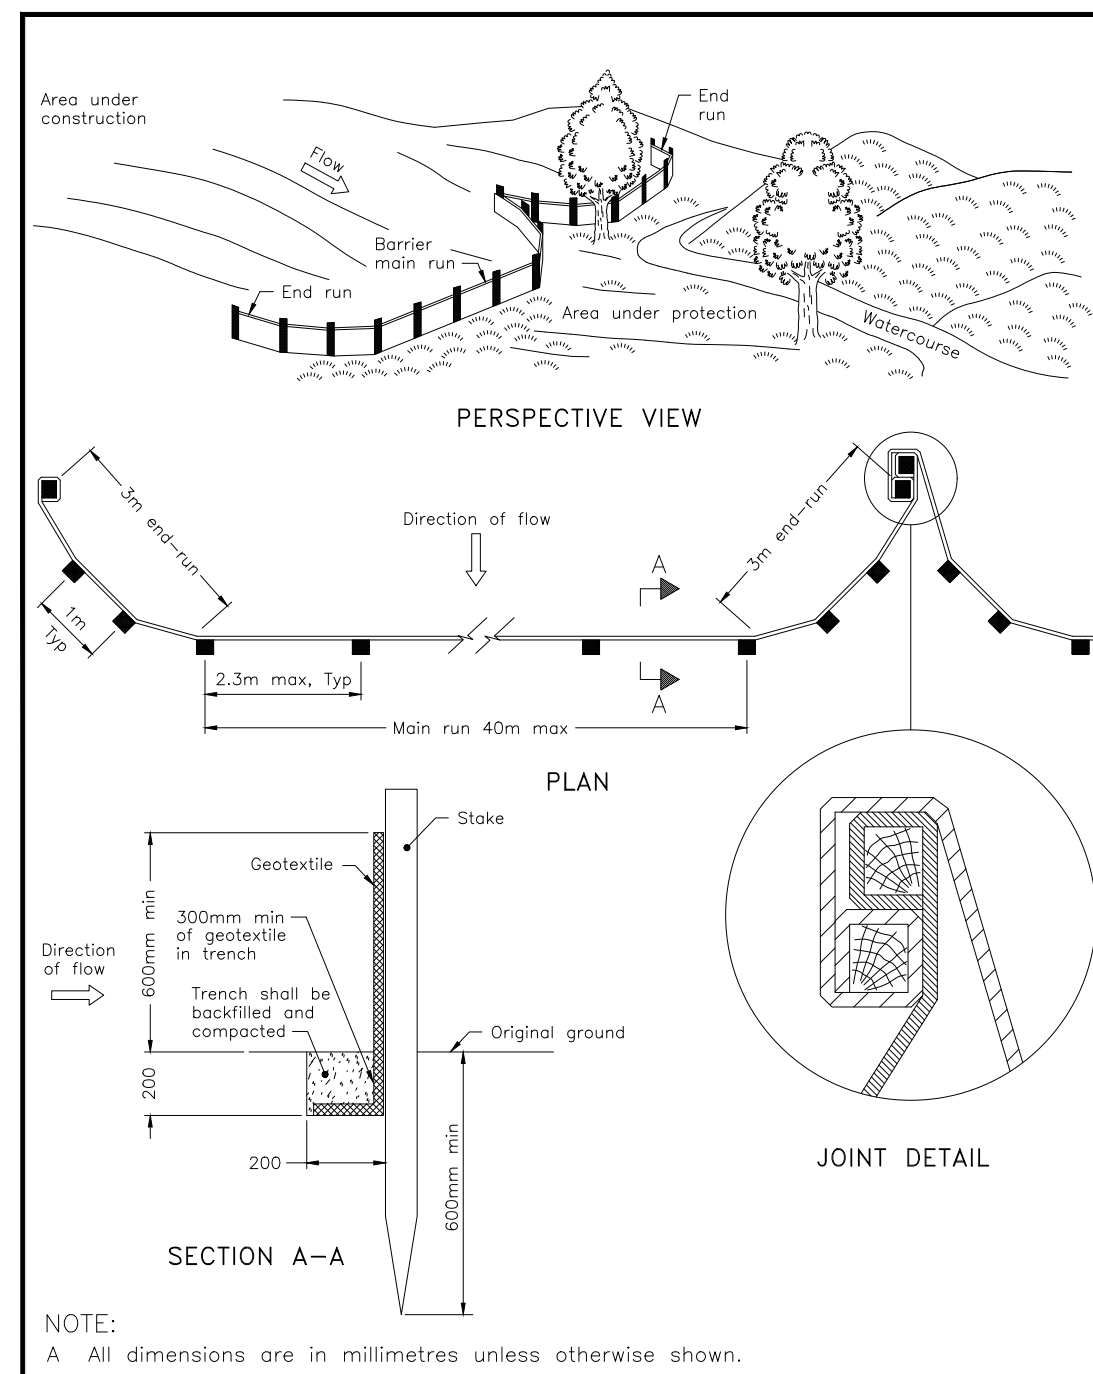 Area under
construction
Flow
End
run
Barrier
main run
End run
Area under protection
Watercourse
PERSPECTIVE VIEW
3m end-run
Direction of flow
3m end-run
A
1m
Typ
2.3m max, Typ
A
Main run 40m max
PLAN
Stake
Geotextile
600mm min
300mm min
of geotextile
in trench
Direction
of flow
Trench shall be
backfilled and
compacted
Original ground
200
200
600mm min
JOINT DETAIL
SECTION A-A
NOTE:
A All dimensions are in millimetres unless otherwise shown.